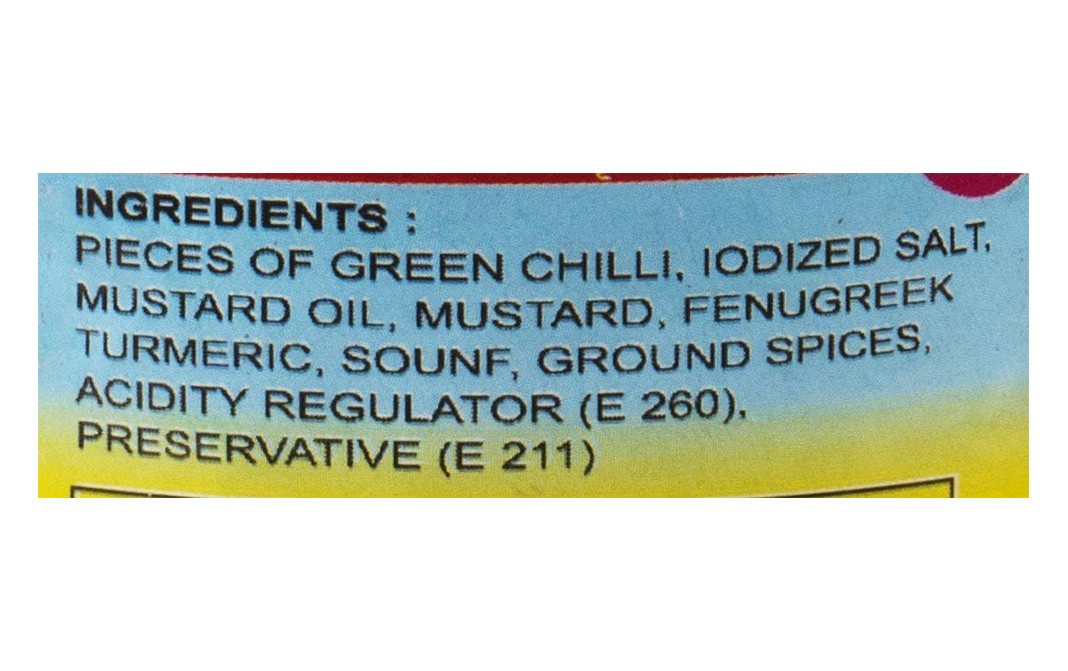 INGREDIENTS :
PIECES OF GREEN CHILLI, IODIZED SALT,
MUSTARD OIL, MUSTARD, FENUGREEK
TURMERIC, SOUNF, GROUND SPICES,
ACIDITY REGULATOR (E 260),
PRESERVATIVE (E 211)